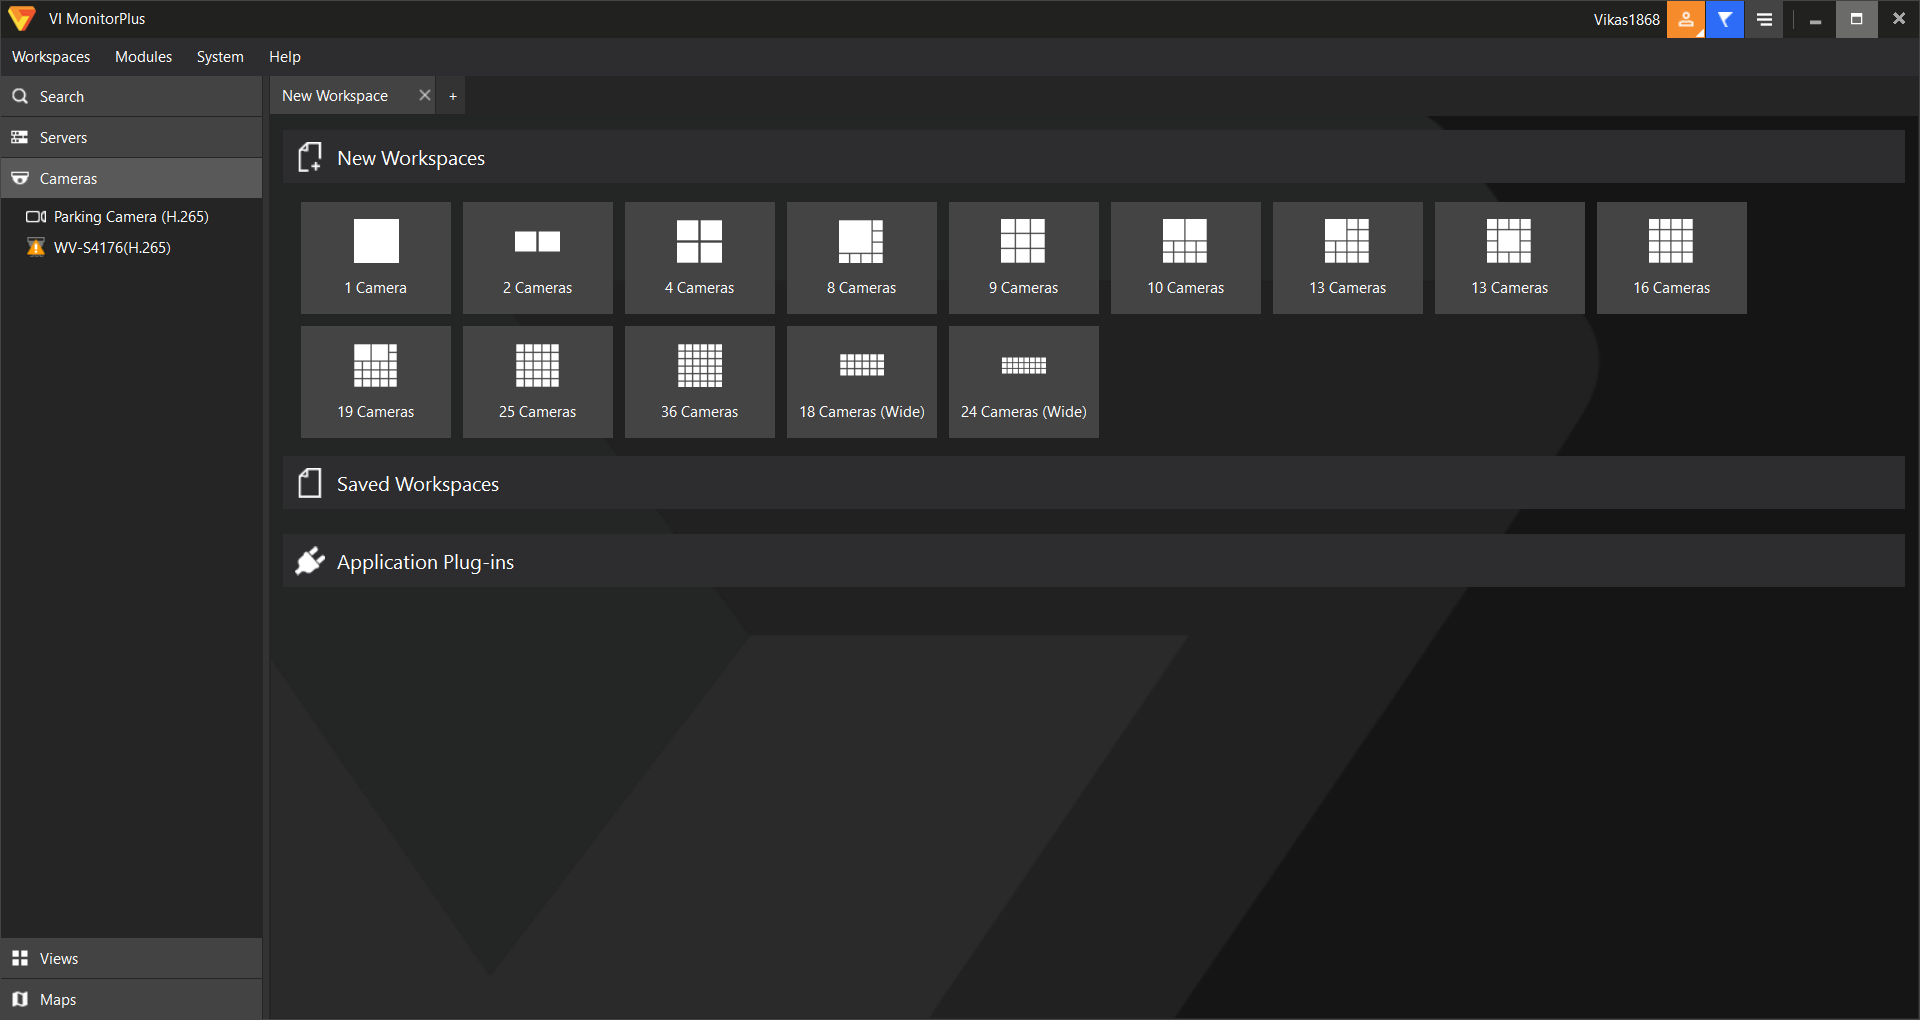 VI MonitorPlus
Vikas1868
Workspaces Modules System Help
Search
Servers
Cameras
Parking Camera (H.265)
WV-S4176(H.265)
Views
Maps
New Workspace
+
New Workspaces
1 Camera
2 Cameras
4 Cameras
8 Cameras
9 Cameras
10 Cameras
13 Cameras
13 Cameras
16 Cameras
19 Cameras
25 Cameras
36 Cameras
18 Cameras (Wide)
24 Cameras (Wide)
Saved Workspaces
Application Plug-ins